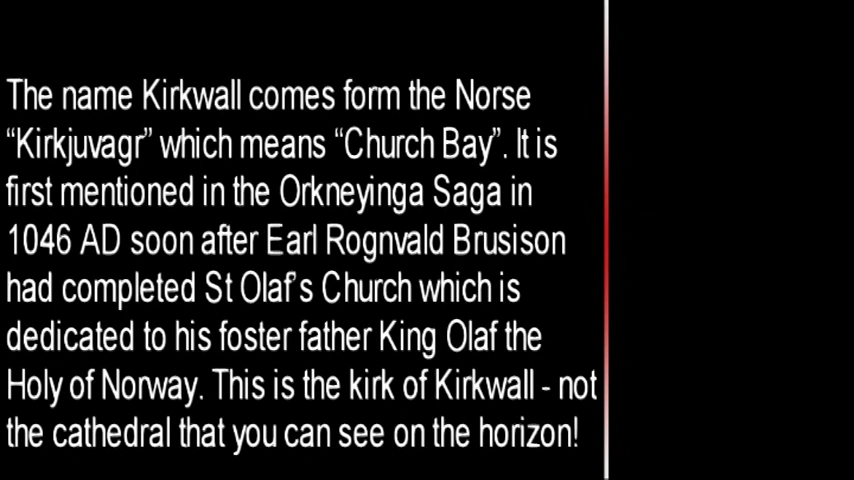 The name Kirkwall comes form the Norse
“Kirkjuvagr” which means “Church Bay”. It is
first mentioned in the Orkneyinga Saga in
1046 AD soon after Earl Rognvald Brusison
had completed St Olaf’s Church which is
dedicated to his foster father King Olaf the
Holy of Norway. This is the kirk of Kirkwall - not
the cathedral that you can see on the horizon!